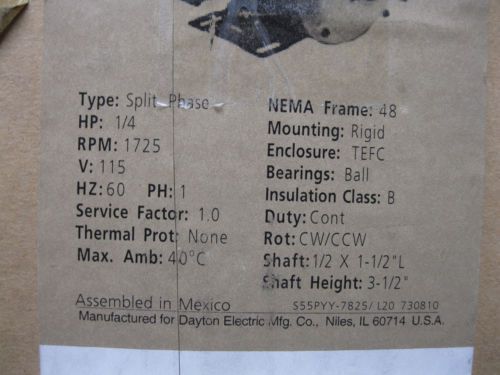 Type: Split Phase
HP: 1/4
RPM: 1725
V: 115
HZ: 60 PH: 1
Service Factor: 1.0
Thermal Prot: None
Max. Amb: 40°C
NEMA Frame: 48
Mounting: Rigid
Enclosure: TEFC
Bearings: Ball
Insulation Class: B
Duty: Cont
Rot: CW/CCW
Shaft: 1/2 X 1-1/2"L
Shaft Height: 3-1/2"
Assembled in Mexico
S55PYY-7825/ L20 730810
Manufactured for Dayton Electric Mfg. Co., Niles, IL 60714 U.S.A.